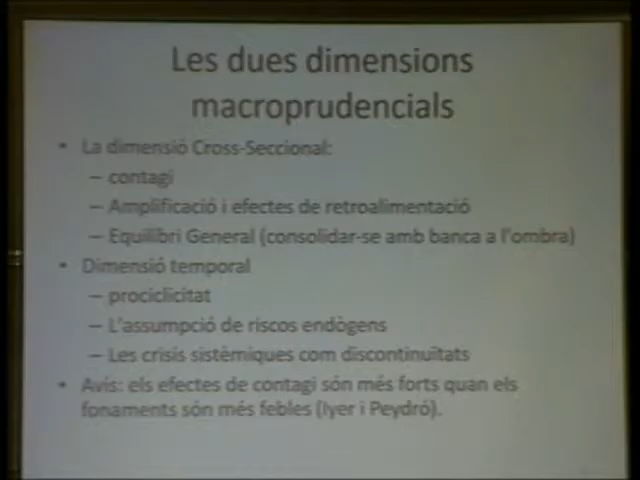 Les dues dimensions
macroprudencials
• La dimensió Cross-Seccional:
– contagi
– Amplificació i efectes de retroalimentació
– Equilibri General (consolidar-se amb banca a l'ombra)
• Dimensió temporal
– prociclicitat
– L'assumpció de riscos endògens
– Les crisis sistèmiques com discontinuïtats
• Avís: els efectes de contagi són més forts quan els
fonaments són més febles (Iyer i Peydró).